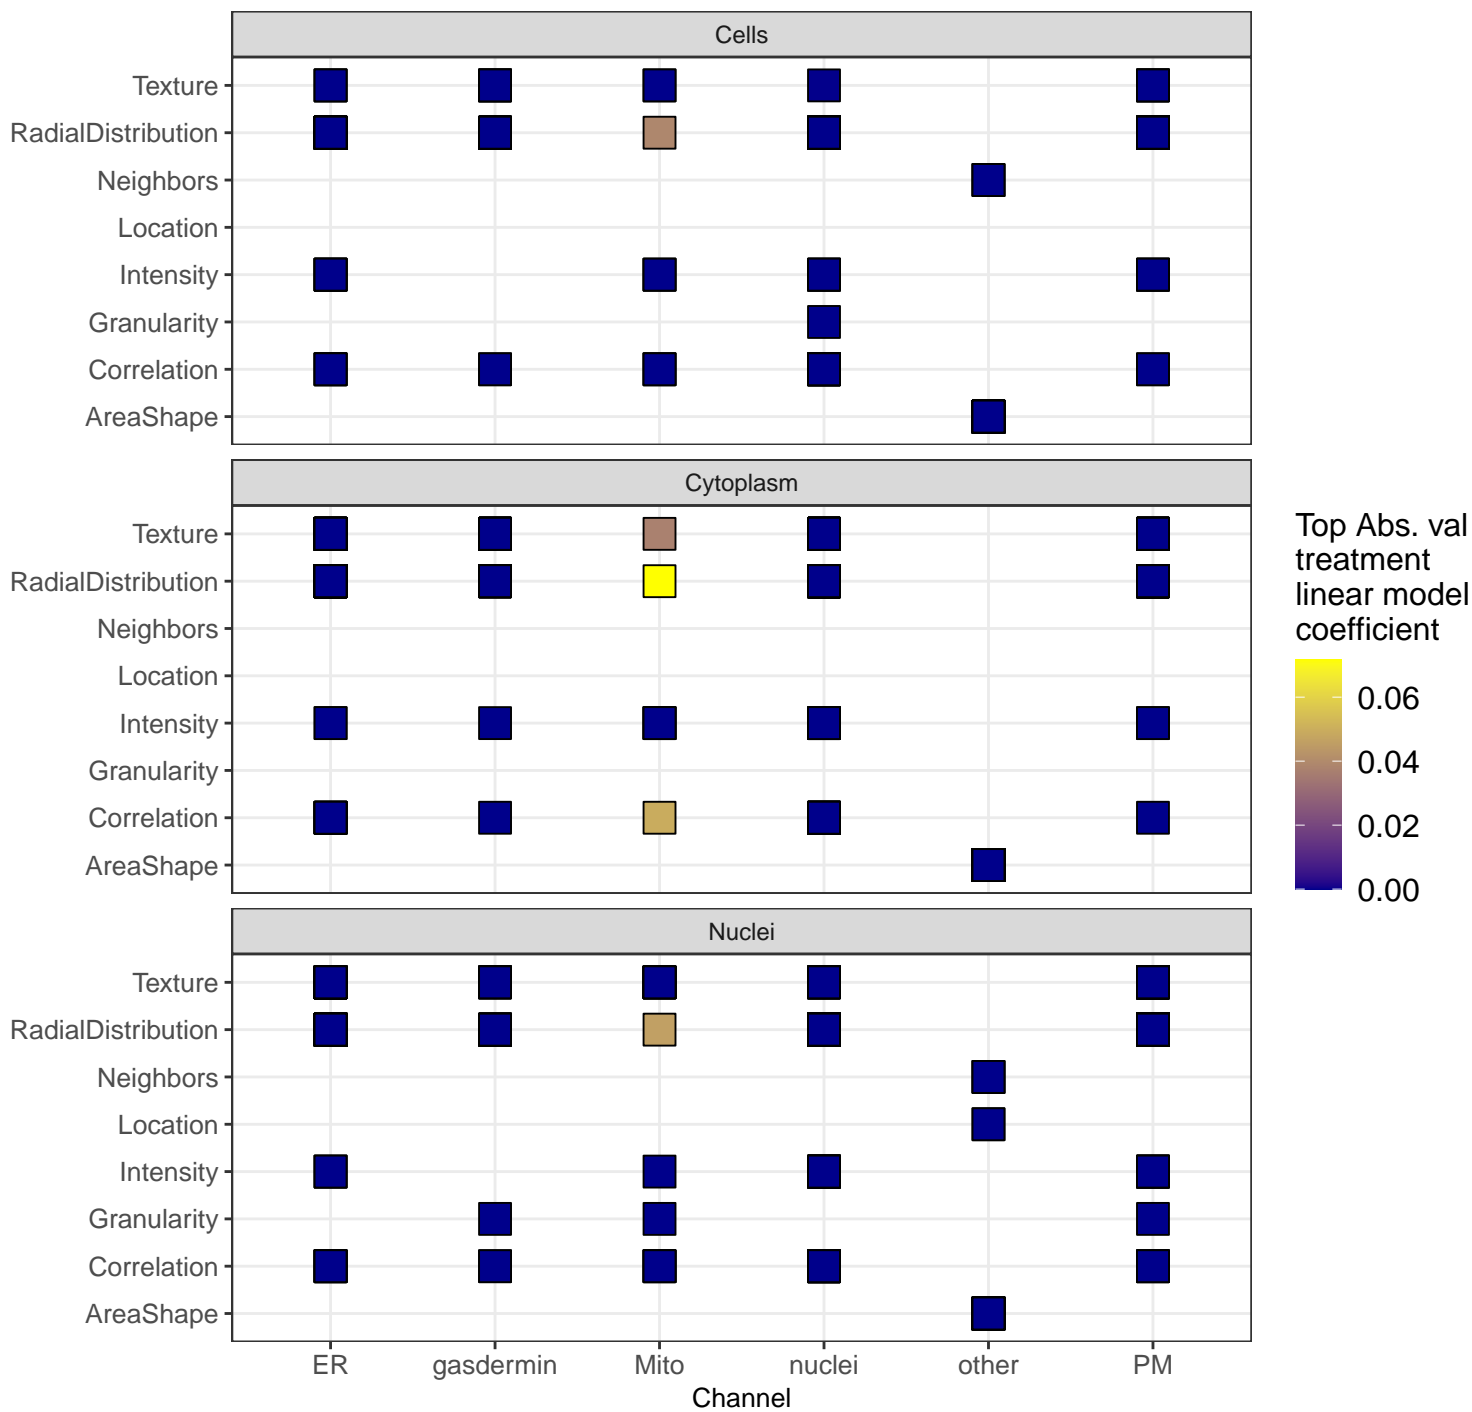 Cells
Texture
RadialDistribution
Neighbors
Location
Intensity
Granularity
Correlation
AreaShape
Cytoplasm
Texture
RadialDistribution
Neighbors
Location
Intensity
Granularity
Correlation
AreaShape
Nuclei
Texture
RadialDistribution
Neighbors
Location
Intensity
Granularity
Correlation
AreaShape
ER gasdermin Mito nuclei other PM
Channel
Top Abs. val
treatment
linear model
coefficient
0.06
0.04
0.02
0.00